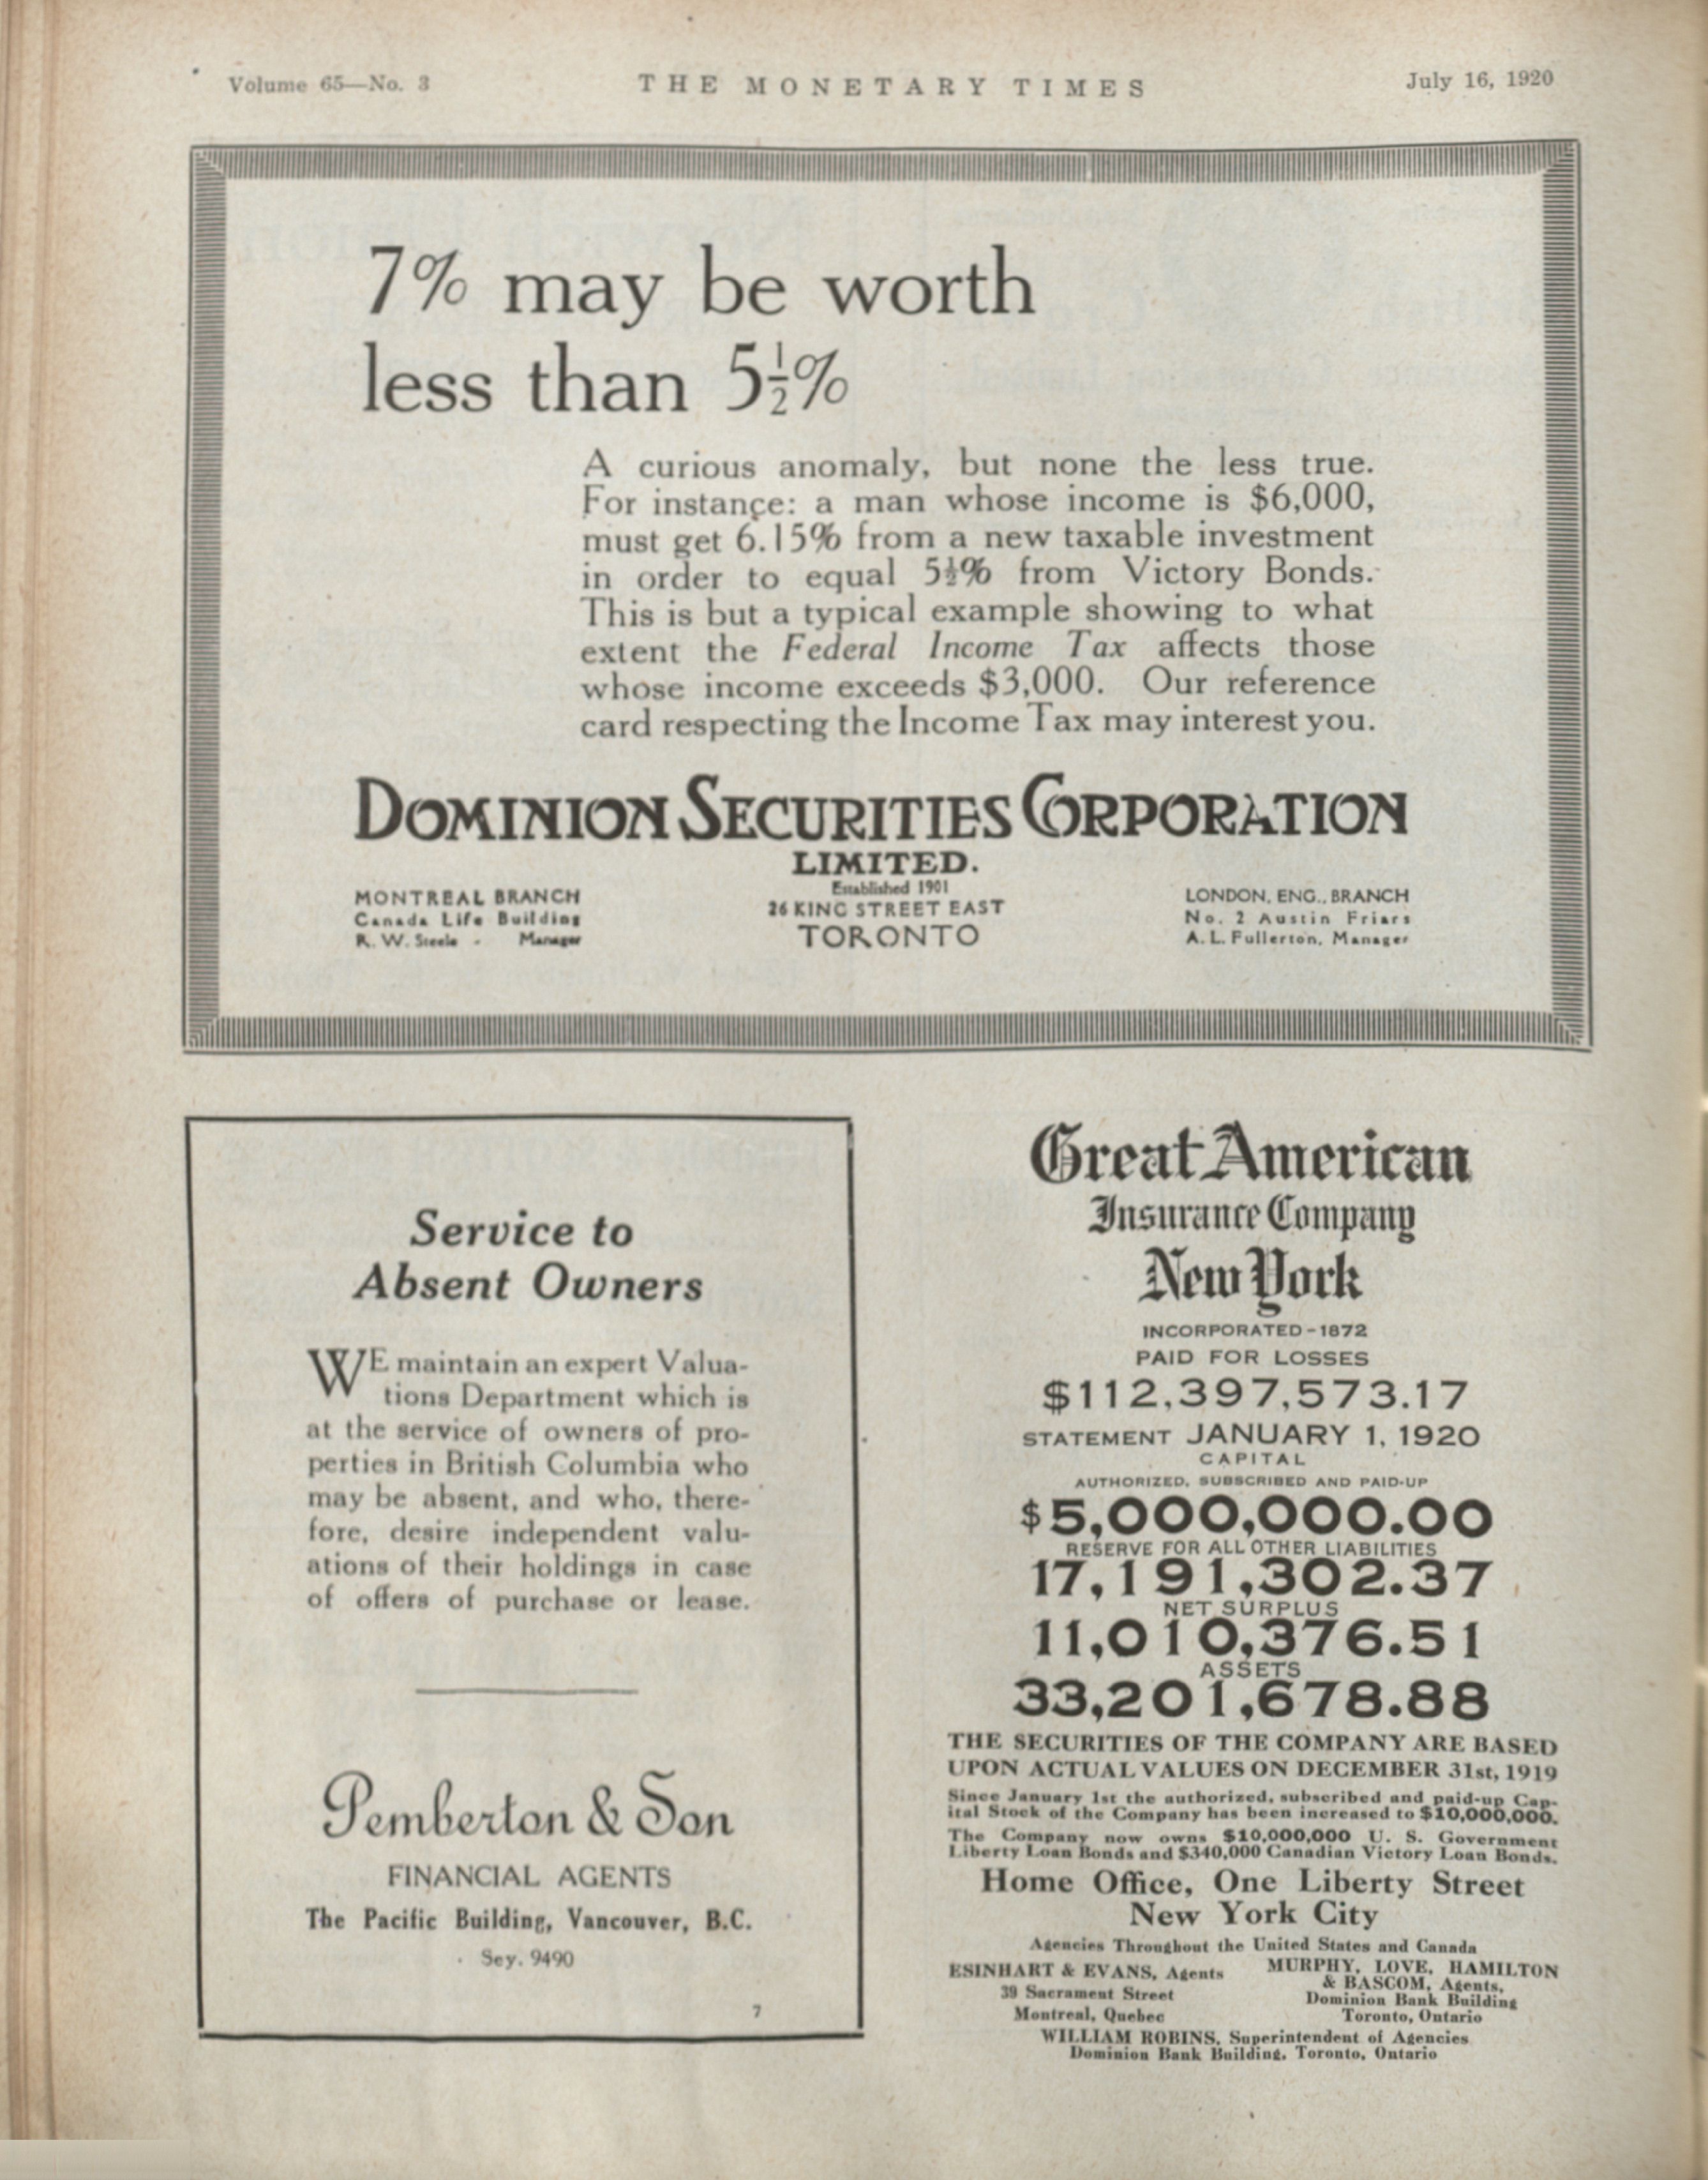 Volume 65—No. 3
THE MONETARY TIMES
July 16, 1920
7% may be worth
less than 5½%
A curious anomaly, but none the less true.
For instance: a man whose income is $6,000,
must get 6.15% from a new taxable investment
in order to equal 5½% from Victory Bonds.
This is but a typical example showing to what
extent the Federal Income Tax affects those
whose income exceeds $3,000. Our reference
card respecting the Income Tax may interest you.
DOMINION SECURITIES CORPORATION
LIMITED.
Established 1901
26 KING STREET EAST
TORONTO
MONTREAL BRANCH
Canada Life Building
R. W. Steele - Manager
LONDON, ENG., BRANCH
No. 2 Austin Friars
A. L. Fullerton, Manager
Service to
Absent Owners
WE maintain an expert Valua-
tions Department which is
at the service of owners of pro-
perties in British Columbia who
may be absent, and who, there-
fore, desire independent valu-
ations of their holdings in case
of offers of purchase or lease.
Pemberton & Son
FINANCIAL AGENTS
The Pacific Building, Vancouver, B.C.
Sey. 9490
7
Great American
Insurance Company
New York
INCORPORATED-1872
PAID FOR LOSSES
$112,397,573.17
STATEMENT JANUARY 1, 1920
CAPITAL
AUTHORIZED, SUBSCRIBED AND PAID-UP
$5,000,000.00
RESERVE FOR ALL OTHER LIABILITIES
17,191,302.37
NET SURPLUS
11,010,376.51
ASSETS
33,201,678.88
THE SECURITIES OF THE COMPANY ARE BASED
UPON ACTUAL VALUES ON DECEMBER 31st, 1919
Since January 1st the authorized, subscribed and paid-up Cap-
ital Stock of the Company has been increased to $10,000,000.
The Company now owns $10,000,000 U. S. Government
Liberty Loan Bonds and $340,000 Canadian Victory Loan Bonds.
Home Office, One Liberty Street
New York City
Agencies Throughout the United States and Canada
ESINHART & EVANS, Agents
39 Sacrament Street
Montreal, Quebec
MURPHY, LOVE, HAMILTON
& BASCOM, Agents,
Dominion Bank Building
Toronto, Ontario
WILLIAM ROBINS, Superintendent of Agencies
Dominion Bank Building, Toronto, Ontario